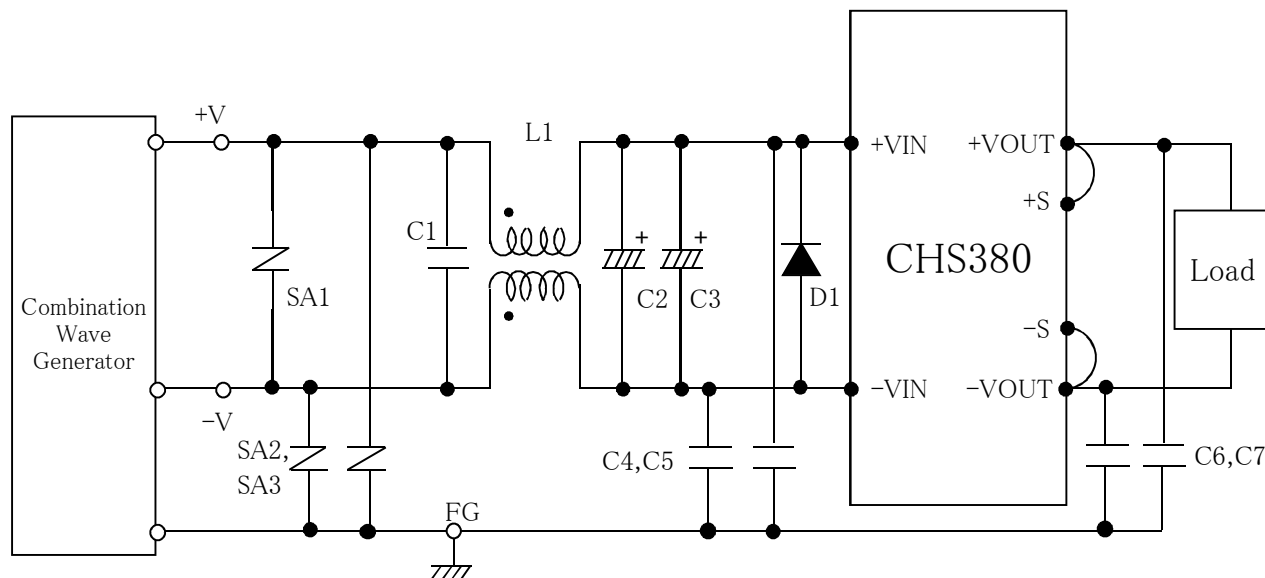 +V
L1
+VIN
+VOUT
+S
C1
CHS380
SA1
C2
C3
D1
Load
Combination
Wave
Generator
−S
−V
−VIN
−VOUT
SA2,
SA3
C4,C5
C6,C7
FG
+
+